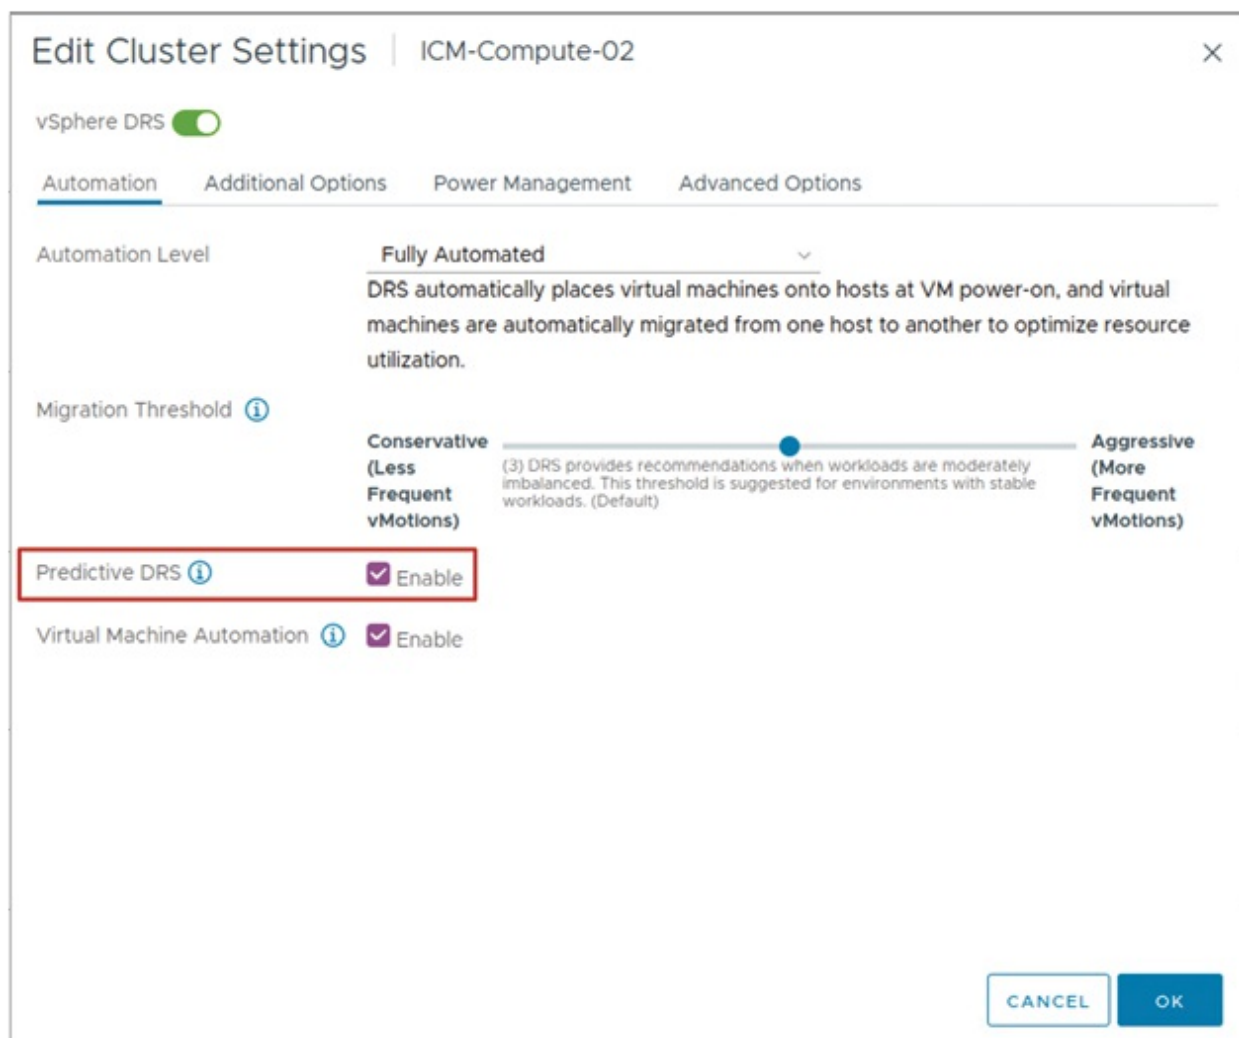 Edit Cluster Settings ICM-Compute-02
vSphere DRS
Automation Additional Options Power Management Advanced Options
Automation Level Fully Automated
DRS automatically places virtual machines onto hosts at VM power-on, and virtual
machines are automatically migrated from one host to another to optimize resource
utilization.
Migration Threshold
Conservative
(Less
Frequent
vMotions)
(3) DRS provides recommendations when workloads are moderately
imbalanced. This threshold is suggested for environments with stable
workloads. (Default)
Aggressive
(More
Frequent
vMotions)
Predictive DRS Enable
Virtual Machine Automation Enable
CANCEL OK